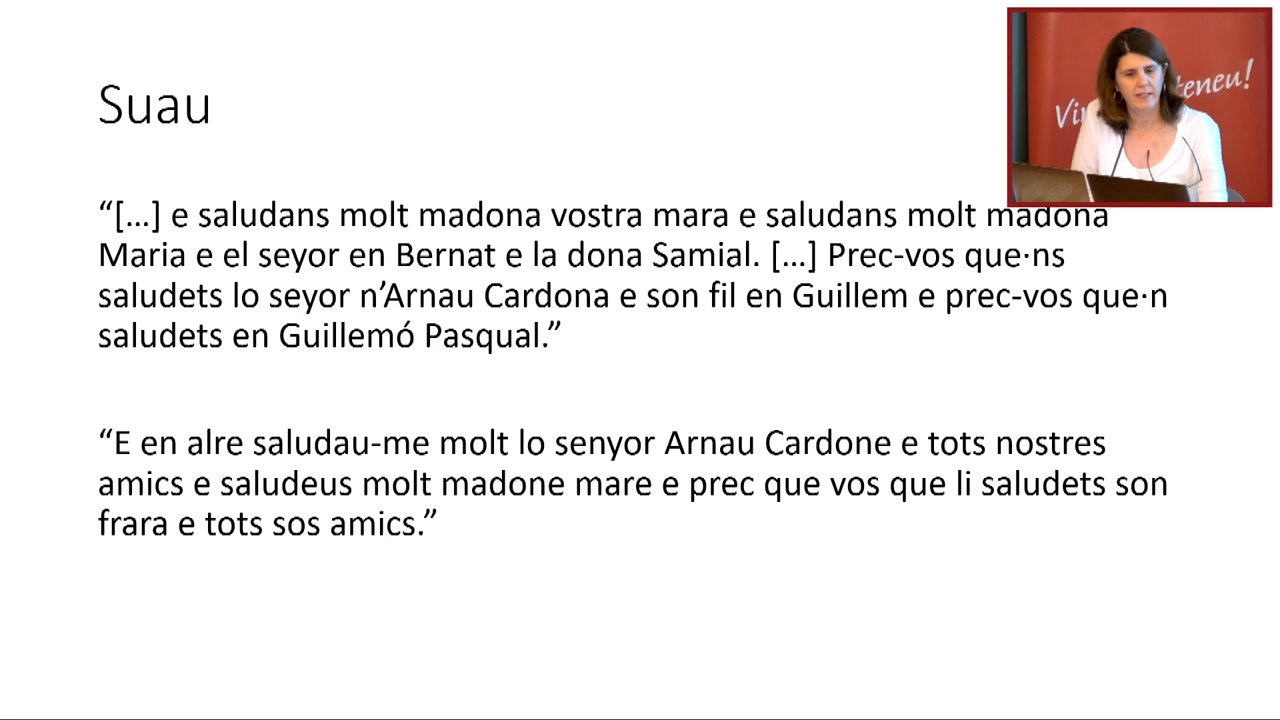 Suau
“[…] e saludans molt madona vostra mara e saludans molt madona
Maria e el seyor en Bernat e la dona Samial. […] Prec-vos que·ns
saludets lo seyor n’Arnau Cardona e son fil en Guillem e prec-vos que·n
saludets en Guillemó Pasqual.”
“E en alre saludau-me molt lo senyor Arnau Cardone e tots nostres
amics e saludeus molt madone mare e prec que vos que li saludets son
frara e tots sos amics.”